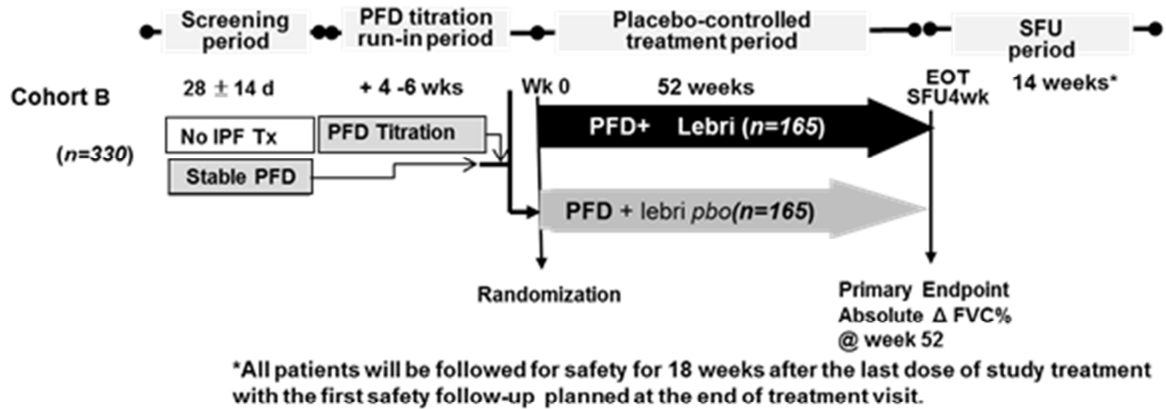 Screening period
PFD titration run-in period
Placebo-controlled treatment period
SFU period
Cohort B
(n=330)
28 ± 14 d
+ 4 -6 wks
Wk 0
52 weeks
EOT
SFU4wk
14 weeks*
No IPF Tx
PFD Titration
Stable PFD
PFD+ Lebri (n=165)
PFD + lebri pbo(n=165)
Randomization
Primary Endpoint
Absolute Δ FVC%
@ week 52
*All patients will be followed for safety for 18 weeks after the last dose of study treatment
with the first safety follow-up planned at the end of treatment visit.